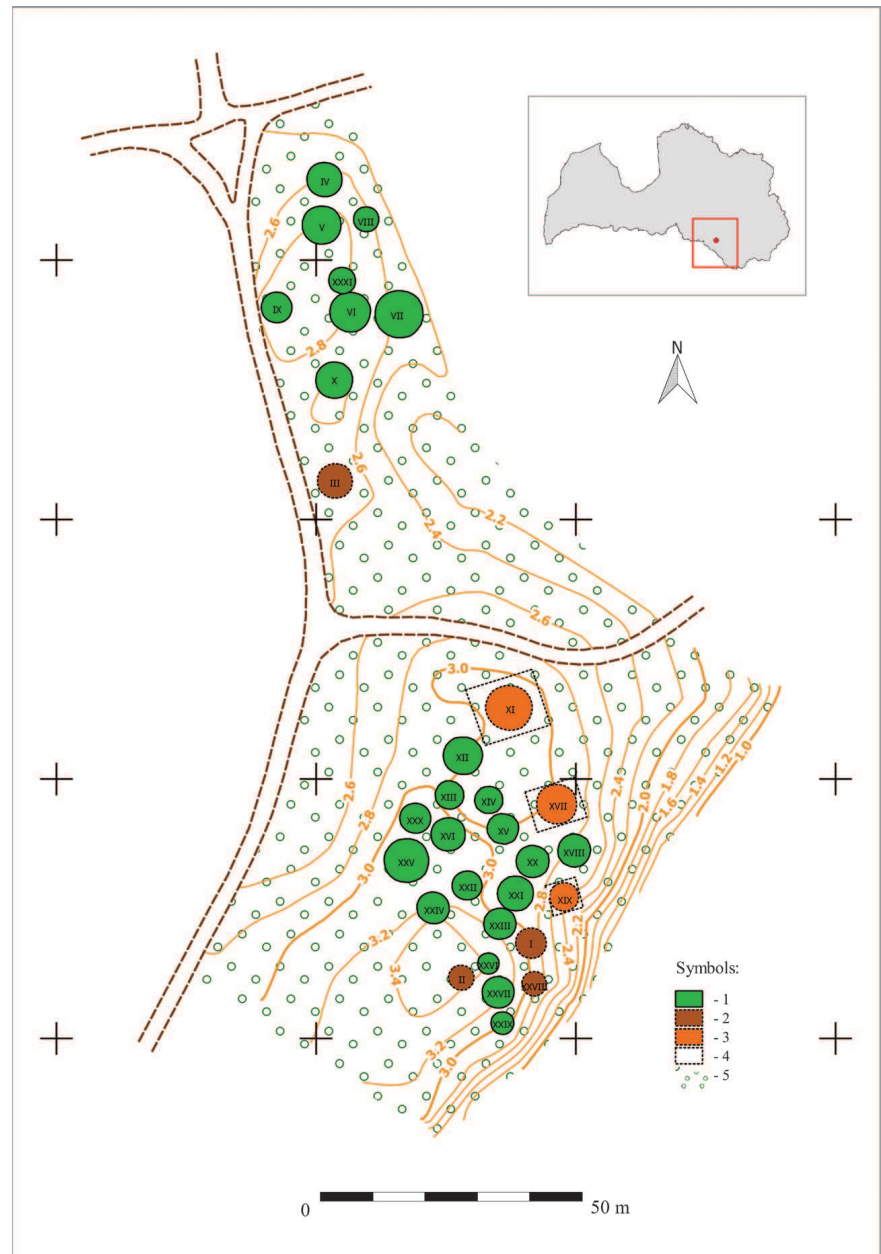 IV
V
VIII
2.6
XXXI
IX
VI
VII
2.8
X
N
2.6
III
2.2
2.4
2.6
3.0
XI
XII
2.6
2.8
XIII
XIV
XVII
2.4
2.0
1.8
1.6
1.4
1.2
1.0
XXX
XVI
XV
XXV
3.0
3.0
XX
XVIII
XXII
XXI
2.8
XIX
XXIV
XXIII
2.2
3.2
I
2.4
3.4
II
XXVI
XXVIII
XXVII
XXIX
3.2
3.0
Symbols:
- 1
- 2
- 3
- 4
- 5
0 50 m